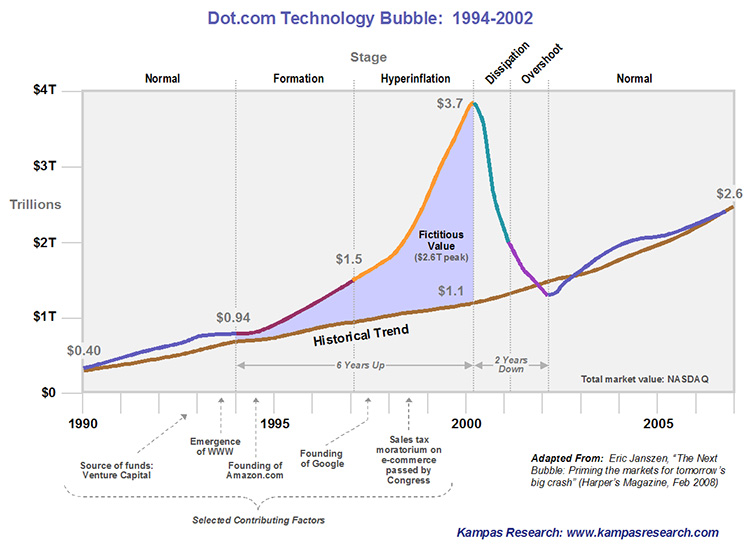 Dot.com Technology Bubble:  1994-2002
Stage
Normal
Formation
Hyperinflation
Dissipation
Overshoot
Normal
$4T
$3.7
$3T
$2.6
Trillions
Fictitious
Value
($2.6T peak)
$2T
$1.5
$1.1
$0.94
$1T
Historical Trend
$0.40
6 Years Up
2 Years
Down
Total market value: NASDAQ
$0
1990
1995
2000
2005
Source of funds:
Venture Capital
Emergence
of WWW
Founding of
Amazon.com
Founding
of Google
Sales tax
moratorium on
e-commerce
passed by
Congress
Selected Contributing Factors
Adapted From:  Eric Janszen, “The Next
Bubble: Priming the markets for tomorrow’s
big crash” (Harper’s Magazine, Feb 2008)
Kampas Research: www.kampasresearch.com